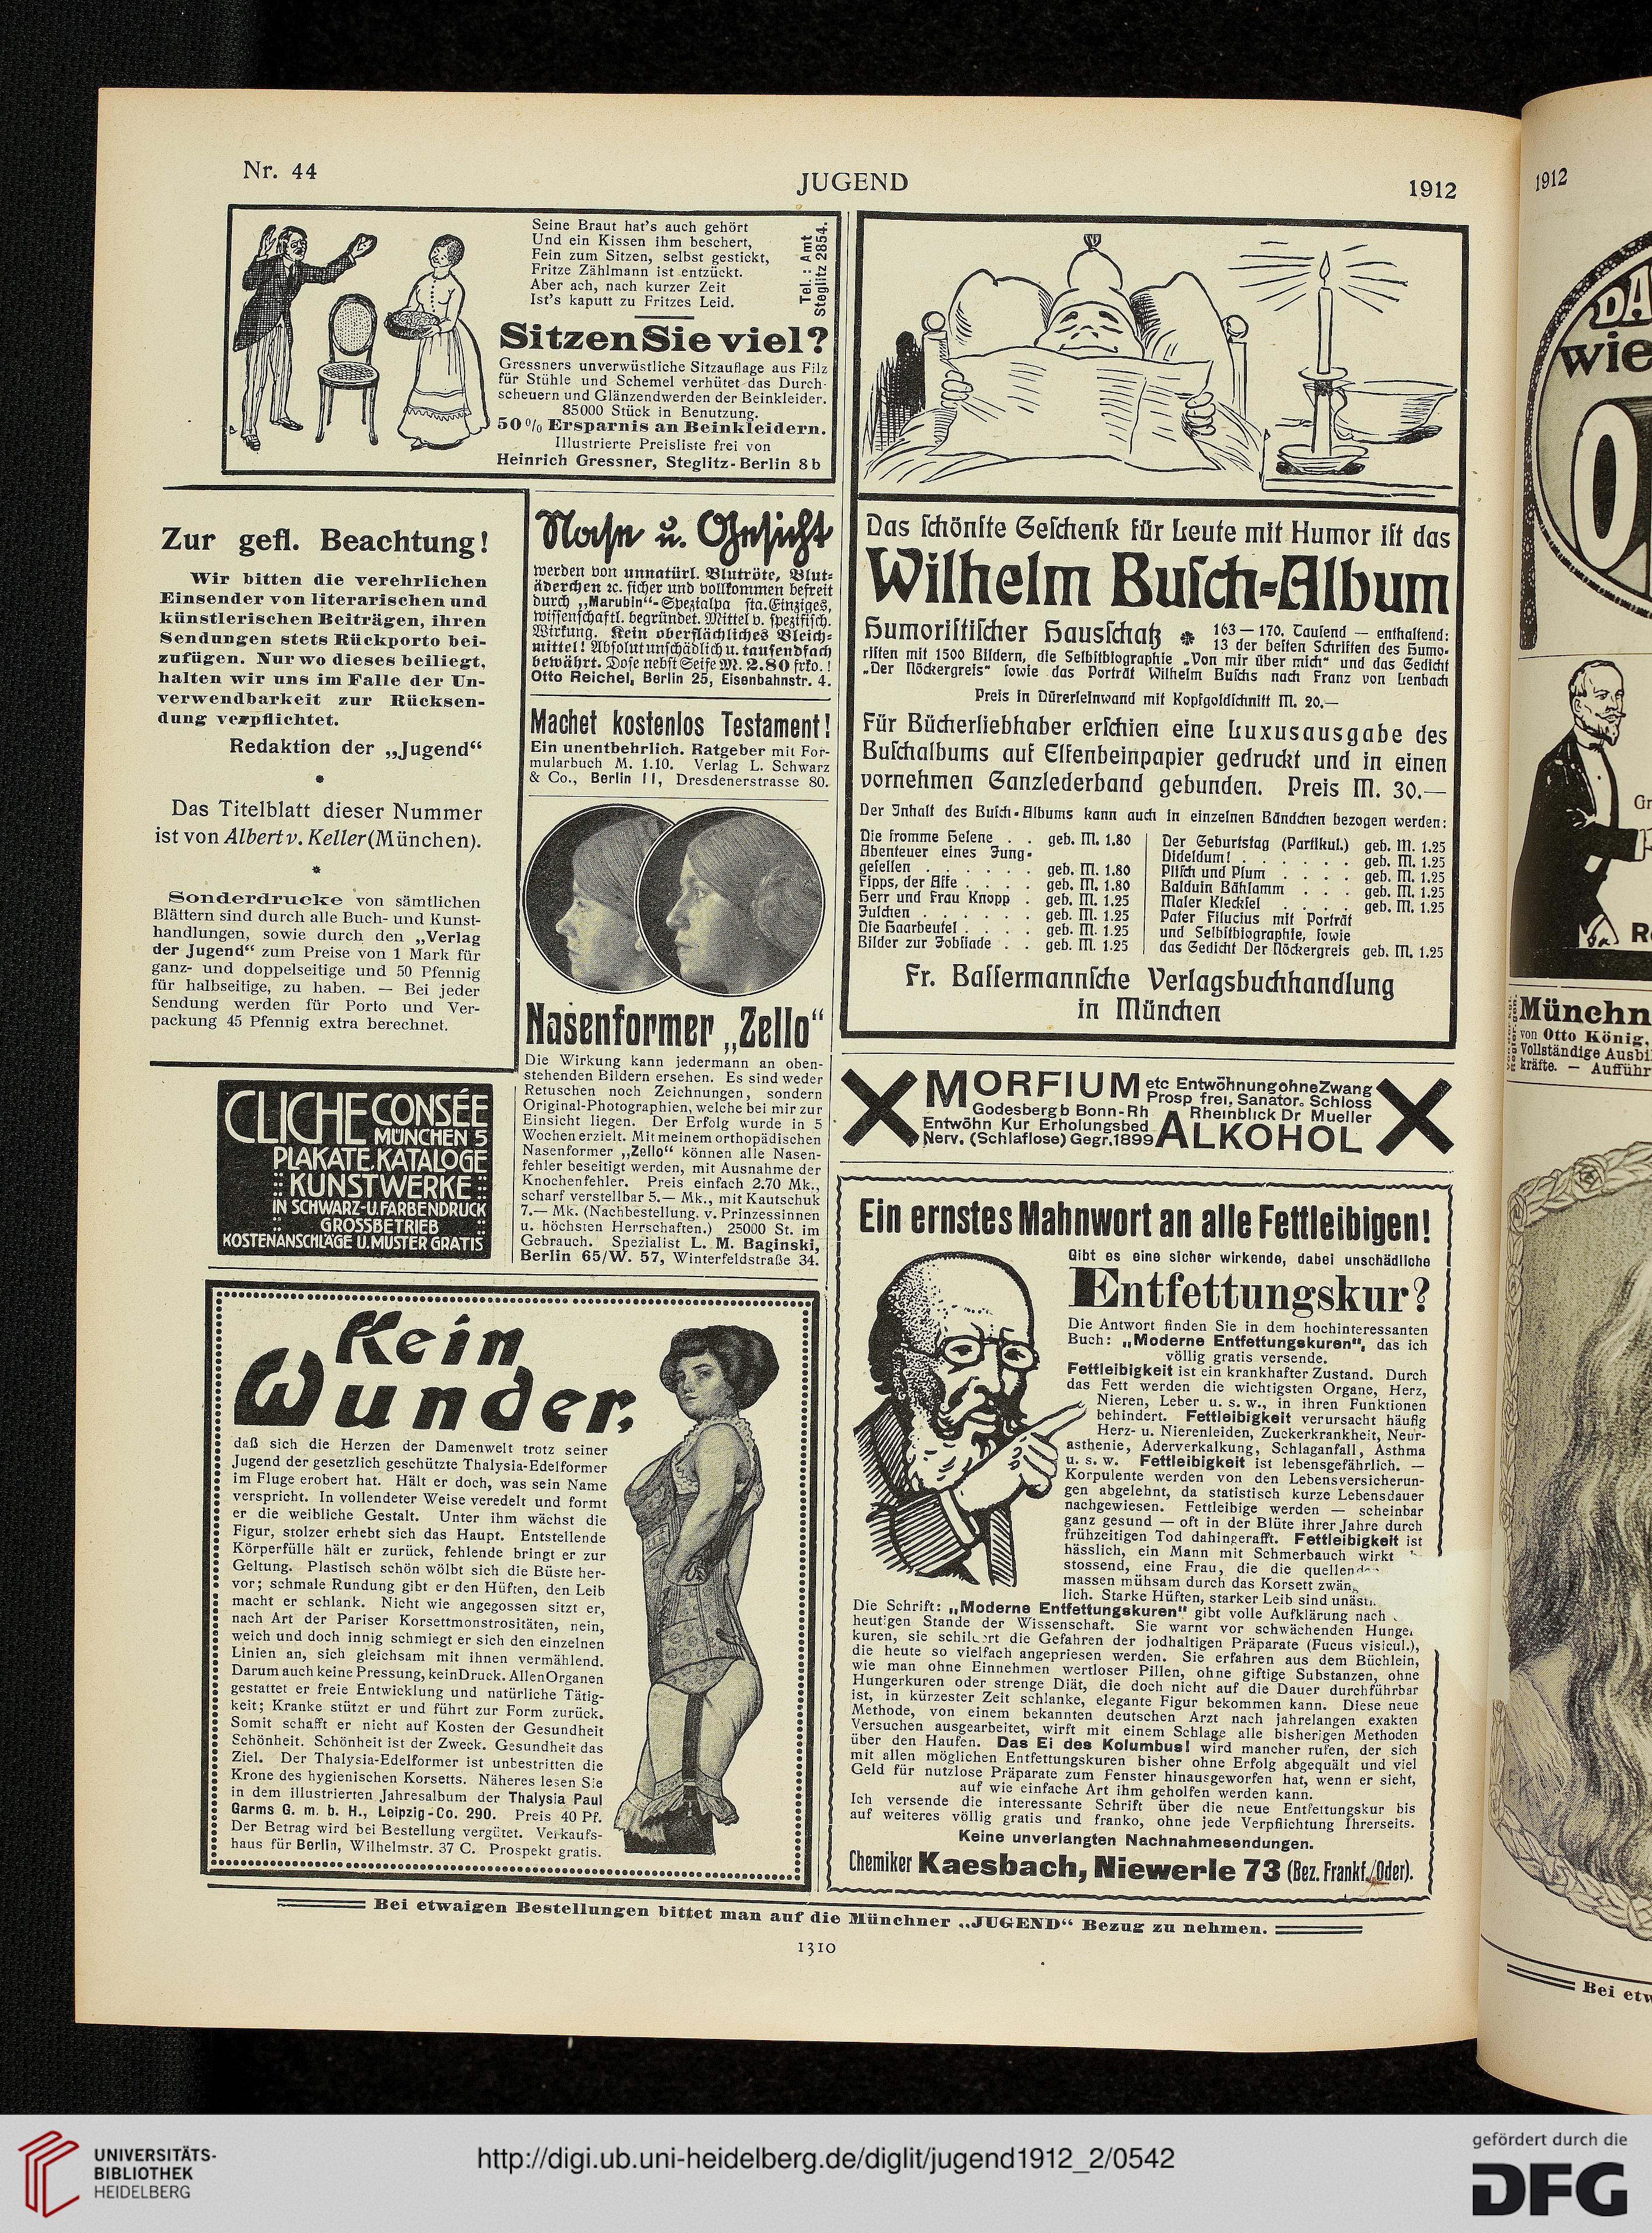 Nr. 44
JUGEND
1912
Seine Braut hat's auch gehört
Und ein Kissen ihm beschert,
Fein zum Sitzen, selbst gestickt,
Fritze Zählmann ist entzückt.
Aber ach, nach kurzer Zeit
Ist's kaputt zu Fritzes Leid.
Tel.: Amt
Steglitz 2854.
Sitzen Sie viel?
Gressners unverwüstliche Sitzauflage aus Filz
für Stühle und Schemel verhütet das Durch-
scheuern und Glänzendwerden der Beinkleider.
85000 Stück in Benutzung.
50% Ersparnis an Beinkleidern.
Illustrierte Preisliste frei von
Heinrich Gressner, Steglitz-Berlin 8b
Zur gefl. Beachtung!
Wir bitten die verehrlichen
Einsender von literarischen und
künstlerischen Beiträgen, ihren
Sendungen stets Rückporto bei-
zufügen. Nur wo dieses beiliegt,
halten wir uns im Falle der Un-
verwendbarkeit zur Rücksen-
dung verpflichtet.
Redaktion der „Jugend“
Das Titelblatt dieser Nummer
ist von Albert v. Keller (München).
Sonderdrucke von sämtlichen
Blättern sind durch alle Buch- und Kunst-
handlungen, sowie durch den „Verlag
der Jugend“ zum Preise von 1 Mark für
ganz- und doppelseitige und 50 Pfennig
für halbseitige, zu haben. — Bei jeder
Sendung werden für Porto und Ver-
packung 45 Pfennig extra berechnet.
CLICHÉ CONSÉE
MÜNCHEN 5
PLAKATE, KATALOGE
KUNSTWERKE
IN SCHWARZ-U. FARBENDRUCK
GROSSBETRIEB
KOSTENANSCHLÄGE U. MUSTER GRATIS
Nase u. Gesicht
werden von unnatürl. Blutröte, Blut-
äderchen ꝛc. sicher und vollkommen befreit
durch „Marubin“-Spezialpa sta. Einziges,
wissenschaftl. begründet. Mittel v. spezifisch.
Wirkung. Kein oberflächliches Bleich-
mittel! Absolut unschädlich u. tausendfach
bewährt. Dose nebst Seife M. 2.80 frko.!
Otto Reichel, Berlin 25, Eisenbahnstr. 4.
Machet kostenlos Testament!
Ein unentbehrlich. Ratgeber mit For-
mularbuch M. 1.10. Verlag L. Schwarz
& Co., Berlin 11, Dresdenerstrasse 80.
Nasenformer „Zello“
Die Wirkung kann jedermann an oben-
stehenden Bildern ersehen. Es sind weder
Retuschen noch Zeichnungen, sondern
Original-Photographien, welche bei mir zur
Einsicht liegen. Der Erfolg wurde in 5
Wochen erzielt. Mit meinem orthopädischen
Nasenformer „Zello“ können alle Nasen-
fehler beseitigt werden, mit Ausnahme der
Knochenfehler. Preis einfach 2.70 Mk.,
scharf verstellbar 5.— Mk., mit Kautschuk
7.— Mk. (Nachbestellung. v. Prinzessinnen
u. höchsten Herrschaften.) 25000 St. im
Gebrauch. Spezialist L. M. Baginski,
Berlin 65/W. 57, Winterfeldstraße 34.
Kein
Wunder,
daß sich die Herzen der Damenwelt trotz seiner
Jugend der gesetzlich geschützte Thalysia-Edelformer
im Fluge erobert hat. Hält er doch, was sein Name
verspricht. In vollendeter Weise veredelt und formt
er die weibliche Gestalt. Unter ihm wächst die
Figur, stolzer erhebt sich das Haupt. Entstellende
Körperfülle hält er zurück, fehlende bringt er zur
Geltung. Plastisch schön wölbt sich die Büste her-
vor; schmale Rundung gibt er den Hüften, den Leib
macht er schlank. Nicht wie angegossen sitzt er,
nach Art der Pariser Korsettmonstrositäten, nein,
weich und doch innig schmiegt er sich den einzelnen
Linien an, sich gleichsam mit ihnen vermählend.
Darum auch keine Pressung, kein Druck. Allen Organen
gestattet er freie Entwicklung und natürliche Tätig-
keit; Kranke stützt er und führt zur Form zurück.
Somit schafft er nicht auf Kosten der Gesundheit
Schönheit. Schönheit ist der Zweck. Gesundheit das
Ziel. Der Thalysia-Edelformer ist unbestritten die
Krone des hygienischen Korsetts. Näheres lesen Sie
in dem illustrierten Jahresalbum der Thalysia Paul
Garms G. m. b. H., Leipzig-Co. 290. Preis 40 Pf.
Der Betrag wird bei Bestellung vergütet. Verkaufs-
haus für Berlin, Wilhelmstr. 37 C. Prospekt gratis.
Das schönste Geschenk für Leute mit Humor ist das
Wilhelm Busch-Album
Humoristischer Hausschatz
163—170. Tausend — enthaltend:
13 der besten Schriften des Humo-
risten mit 1500 Bildern, die Selbstbiographie „Von mir über mich“ und das Gedicht
„Der Nöckergreis“ sowie das Porträt Wilhelm Buschs nach Franz von Lenbach
Preis in Dürerleinwand mit Kopfgoldschnitt M. 20.—
Für Bücherliebhaber erschien eine Luxusausgabe des
Buschalbums auf Elfenbeinpapier gedruckt und in einen
vornehmen Ganzlederband gebunden. Preis M. 30.—
Der Inhalt des Busch-Albums kann auch in einzelnen Bändchen bezogen werden:
Die fromme Helene . . geb. M. 1.80
Abenteuer eines Jung-
gesellen . . . . . . . geb. M. 1.80
Fipps, der Affe . . . . geb. M. 1.80
Herr und Frau Knopp . geb. M. 1.25
Julchen . . . . . . . geb. M. 1.25
Die Haarbeutel . . . . geb. M. 1.25
Bilder zur Jobsiade . . geb. M. 1.25
Der Geburtstag (Partikul.) geb. M. 1.25
Dideldum! . . . . . . geb. M. 1.25
Plisch und Plum . . . . geb. M. 1.25
Balduin Bählamm . . . geb. M. 1.25
Maler Klecksel . . . . geb. M. 1.25
Pater Filucius mit Porträt
und Selbstbiographie, sowie
das Gedicht Der Nöckergreis geb. M. 1.25
Fr. Bassermannsche Verlagsbuchhandlung
in München
MORFIUM etc Entwöhnung ohne Zwang
Prosp frei, Sanator. Schloss
Godesberg b Bonn-Rh Rheinblick Dr Mueller
Entwöhn Kur Erholungsbed
Nerv. (Schlaflose) Gegr. 1899 ALKOHOL
Ein ernstes Mahnwort an alle Fettleibigen!
Gibt es eine sicher wirkende, dabei unschädliche
Entfettungskur?
Die Antwort finden Sie in dem hochinteressanten
Buch: „Moderne Entfettungskuren“, das ich
völlig gratis versende.
Fettleibigkeit ist ein krankhafter Zustand. Durch
das Fett werden die wichtigsten Organe, Herz,
Nieren, Leber u. s. w., in ihren Funktionen
behindert. Fettleibigkeit verursacht häufig
Herz- u. Nierenleiden, Zuckerkrankheit, Neur-
asthenie, Aderverkalkung, Schlaganfall, Asthma
u. s. w. Fettleibigkeit ist lebensgefährlich. —
Korpulente werden von den Lebensversicherun-
gen abgelehnt, da statistisch kurze Lebensdauer
nachgewiesen. Fettleibige werden — scheinbar
ganz gesund — oft in der Blüte ihrer Jahre durch
frühzeitigen Tod dahingerafft. Fettleibigkeit ist
hässlich, ein Mann mit Schmerbauch wirkt
stossend, eine Frau, die die
massen mühsam durch das Korsett
lich. Starke Hüften, starker Leib sind
Die Schrift: „Moderne Entfettungskuren“ gibt volle Aufklärung nach
heutigen Stande der Wissenschaft. Sie warnt vor schwächenden
kuren, sie schildert die Gefahren der jodhaltigen Präparate (Fucus visicul.),
die heute so vielfach angepriesen werden. Sie erfahren aus dem Büchlein,
wie man ohne Einnehmen wertloser Pillen, ohne giftige Substanzen, ohne
Hungerkuren oder strenge Diät, die doch nicht auf die Dauer durchführbar
ist, in kürzester Zeit schlanke, elegante Figur bekommen kann. Diese neue
Methode, von einem bekannten deutschen Arzt nach jahrelangen exakten
Versuchen ausgearbeitet, wirft mit einem Schlage alle bisherigen Methoden
über den Haufen. Das Ei des Kolumbus! wird mancher rufen, der sich
mit allen möglichen Entfettungskuren bisher ohne Erfolg abgequält und viel
Geld für nutzlose Präparate zum Fenster hinausgeworfen hat, wenn er sieht,
auf wie einfache Art ihm geholfen werden kann.
Ich versende die interessante Schrift über die neue Entfettungskur bis
auf weiteres völlig gratis und franko, ohne jede Verpflichtung Ihrerseits.
Keine unverlangten Nachnahmesendungen.
Chemiker Kaesbach, Niewerle 73 (Bez. Frankf./Oder).
Bei etwaigen Bestellungen bittet man auf die Münchner „JUGEND“ Bezug zu nehmen.
1310
1912
DA
wie
O
Gr
R
Münchn
von Otto König,
Vollständige Ausbi
kräfte. — Aufführ
Bei etw
UNIVERSITÄTS-
BIBLIOTHEK
HEIDELBERG
http://digi.ub.uni-heidelberg.de/diglit/jugend1912_2/0542
gefördert durch die
DFG